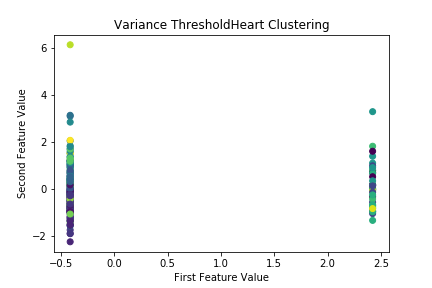 Variance ThresholdHeart Clustering
Second Feature Value
6
4
2
0
−2
−0.5 0.0 0.5 1.0 1.5 2.0 2.5
First Feature Value